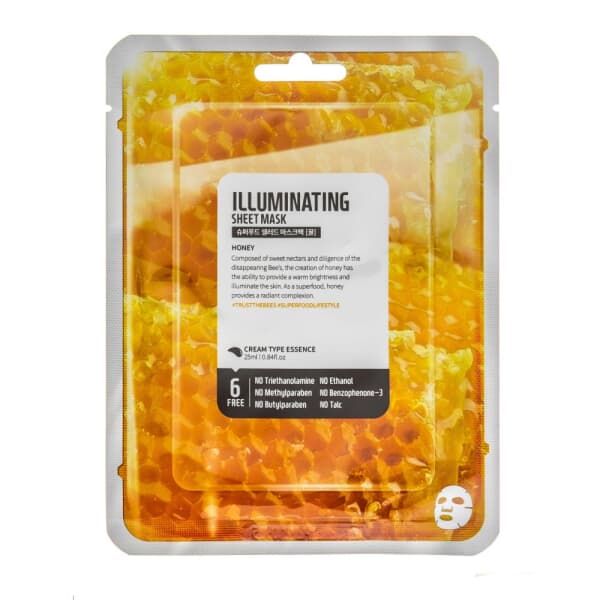 ILLUMINATING
SHEET MASK
슈퍼푸드 샐러드 마스크팩 [꿀]
HONEY
Composed of sweet nectars and diligence of the
disappearing Bee's, the creation of honey has
the ability to provide a warm brightness and
illuminate the skin. As a superfood, honey
provides a radiant complexion.
#TRUSTTHEBEES #SUPERFOODLIFESTYLE
CREAM TYPE ESSENCE
25ml | 0.84fl.oz
6 FREE
NO Triethanolamine NO Ethanol
NO Methylparaben NO Benzophenone-3
NO Butylparaben NO Talc